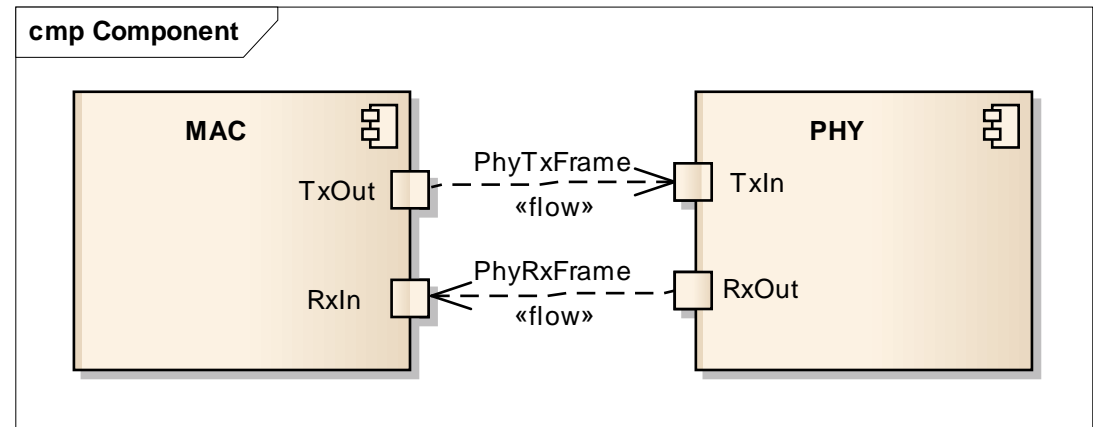 cmp Component
MAC
PHY
PhyTxFrame
TxOut
TxIn
«flow»
PhyRxFrame
RxIn
RxOut
«flow»